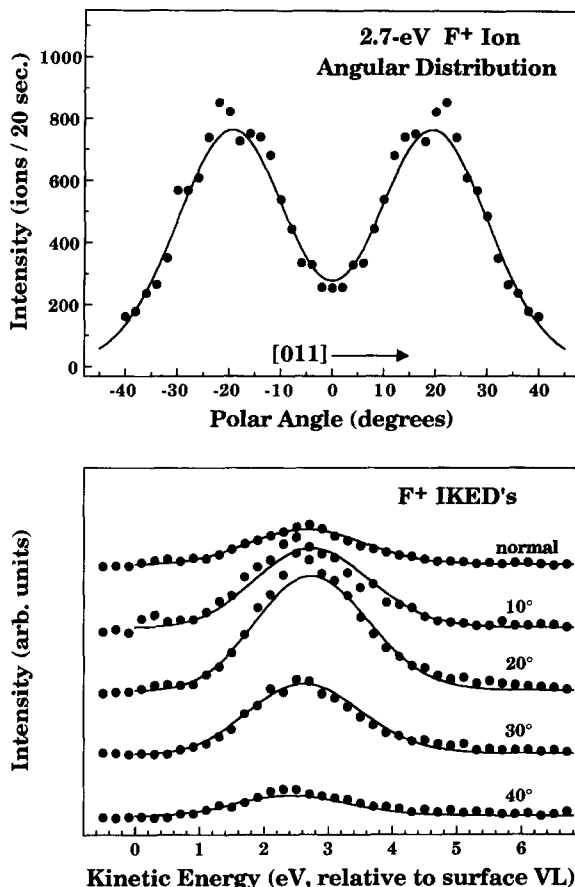 2.7-eV F+ Ion
Angular Distribution
Intensity (ions / 20 sec.)
1000
800
600
400
200
0
[011]
-40 -30 -20 -10 0 10 20 30 40
Polar Angle (degrees)
F+ IKED's
Intensity (arb. units)
normal
10°
20°
30°
40°
0 1 2 3 4 5 6
Kinetic Energy (eV, relative to surface VL)